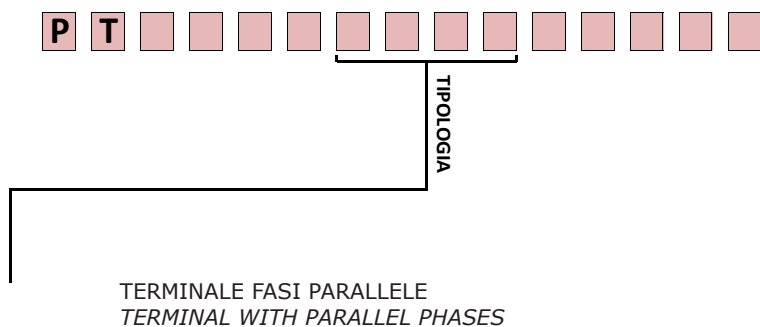 P T
TIPOLOGIA
TERMINALE FASI PARALLELE
TERMINAL WITH PARALLEL PHASES